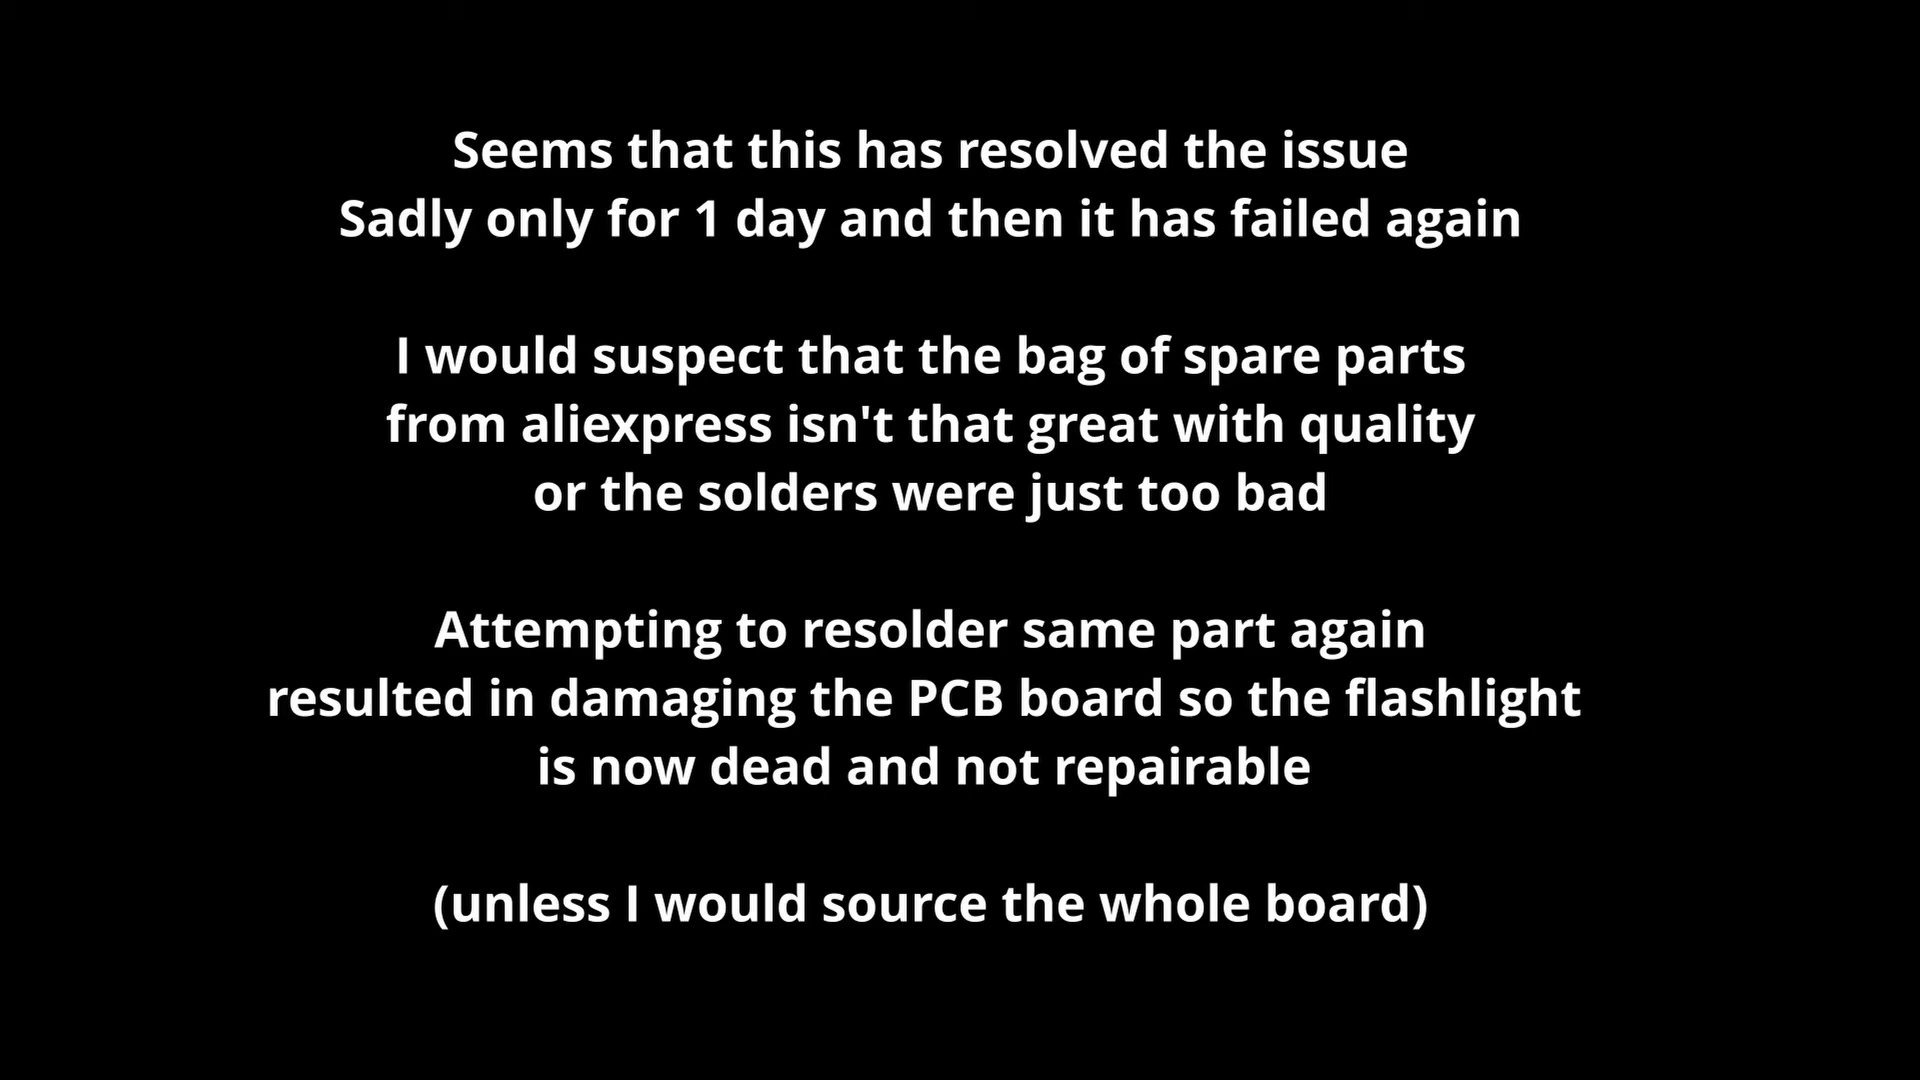 Seems that this has resolved the issue
Sadly only for 1 day and then it has failed again
I would suspect that the bag of spare parts
from aliexpress isn't that great with quality
or the solders were just too bad
Attempting to resolder same part again
resulted in damaging the PCB board so the flashlight
is now dead and not repairable
(unless I would source the whole board)